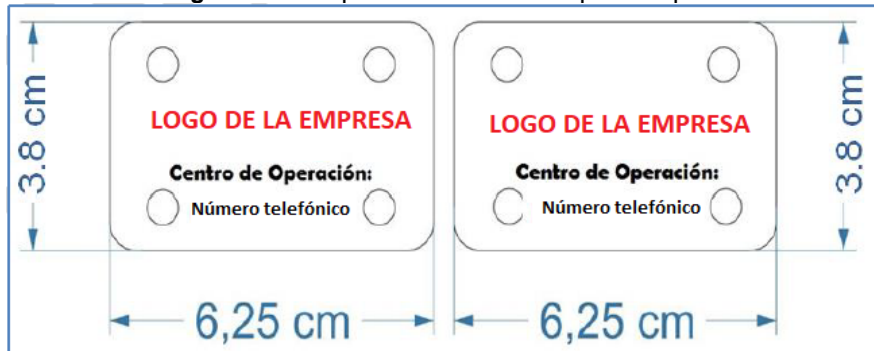 3.8 cm
LOGO DE LA EMPRESA
Centro de Operación:
Número telefónico
LOGO DE LA EMPRESA
Centro de Operación:
Número telefónico
3.8 cm
6,25 cm
6,25 cm